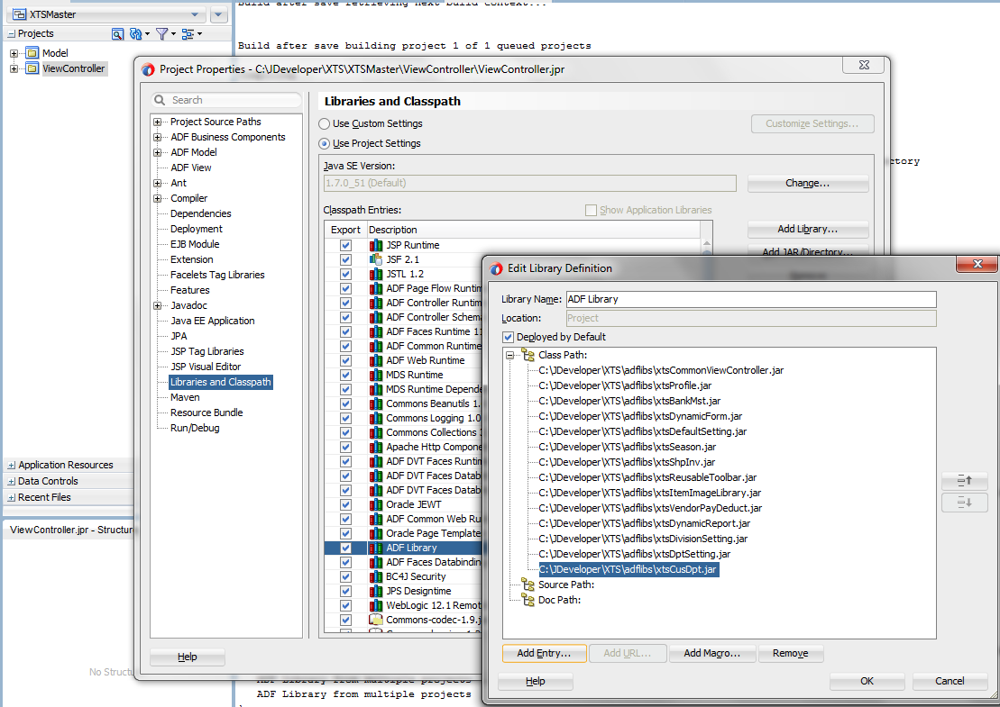 XTSMaster
Build after save retrieving next build context...
Projects
Build after save building project 1 of 1 queued projects
Model
ViewController
Project Properties - C:\JDeveloper\XTS\XTSMaster\ViewController\ViewController.jpr
Search
Project Source Paths
ADF Business Components
ADF Model
ADF View
Ant
Compiler
Dependencies
Deployment
EJB Module
Extension
Facelets Tag Libraries
Features
Javadoc
Java EE Application
JPA
JSP Tag Libraries
JSP Visual Editor
Libraries and Classpath
Maven
Resource Bundle
Run/Debug
Help
Libraries and Classpath
Use Custom Settings
Customize Settings...
Use Project Settings
Java SE Version:
1.7.0_51 (Default)
Change...
Classpath Entries:
Show Application Libraries
Export Description
Add Library...
Add JAR/Directory...
JSP Runtime
JSF 2.1
JSTL 1.2
ADF Page Flow Runtim
ADF Controller Runtim
ADF Controller Schema
ADF Faces Runtime 11
ADF Common Runtime
ADF Web Runtime
MDS Runtime
MDS Runtime Depende
Commons Beanutils 1.
Commons Logging 1.0
Commons Collections 3
Apache Http Compone
ADF DVT Faces Runtim
ADF DVT Faces Datab
ADF DVT Faces Datab
Oracle JEWT
ADF Common Web Ru
Oracle Page Template
ADF Library
ADF Faces Databindin
BC4J Security
JPS Designtime
WebLogic 12.1 Remot
Commons-codec-1.9.j
ctory
Edit Library Definition
Library Name: ADF Library
Location: Project
Deployed by Default
Class Path:
C:\JDeveloper\XTS\adflibs\xtsCommonViewController.jar
C:\JDeveloper\XTS\adflibs\xtsProfile.jar
C:\JDeveloper\XTS\adflibs\xtsBankMst.jar
C:\JDeveloper\XTS\adflibs\xtsDynamicForm.jar
C:\JDeveloper\XTS\adflibs\xtsDefaultSetting.jar
C:\JDeveloper\XTS\adflibs\xtsSeason.jar
C:\JDeveloper\XTS\adflibs\xtsShpInv.jar
C:\JDeveloper\XTS\adflibs\xtsReusableToolbar.jar
C:\JDeveloper\XTS\adflibs\xtsItemImageLibrary.jar
C:\JDeveloper\XTS\adflibs\xtsVendorPayDeduct.jar
C:\JDeveloper\XTS\adflibs\xtsDynamicReport.jar
C:\JDeveloper\XTS\adflibs\xtsDivisionSetting.jar
C:\JDeveloper\XTS\adflibs\xtsDptSetting.jar
C:\JDeveloper\XTS\adflibs\xtsCusDpt.jar
Source Path:
Doc Path:
Add Entry...
Add URL...
Add Macro...
Remove
Help
OK
Cancel
Application Resources
Data Controls
Recent Files
ViewController.jpr - Structure
No Structu
ADF Library from multiple projects
ADF Library from multiple projects